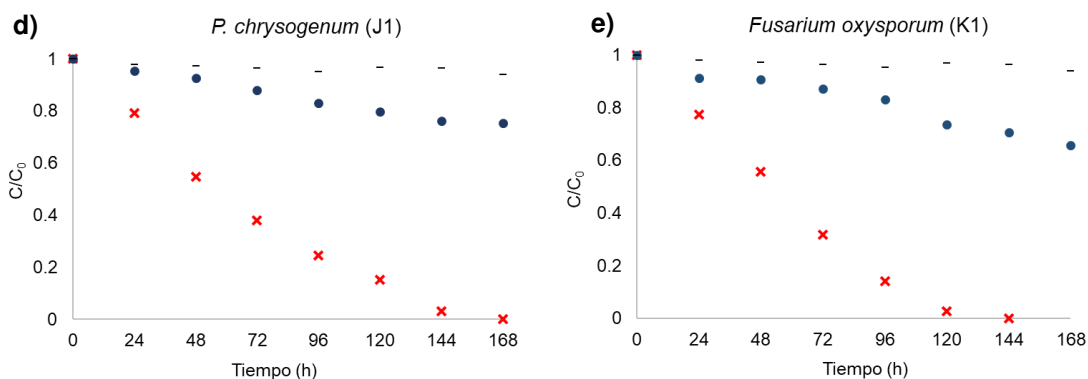 d)
P. chrysogenum (J1)
1
0.8
0.6
0.4
0.2
0
C/C0
0 24 48 72 96 120 144 168
Tiempo (h)
e)
Fusarium oxysporum (K1)
1
0.8
0.6
0.4
0.2
0
C/C0
0 24 48 72 96 120 144 168
Tiempo (h)